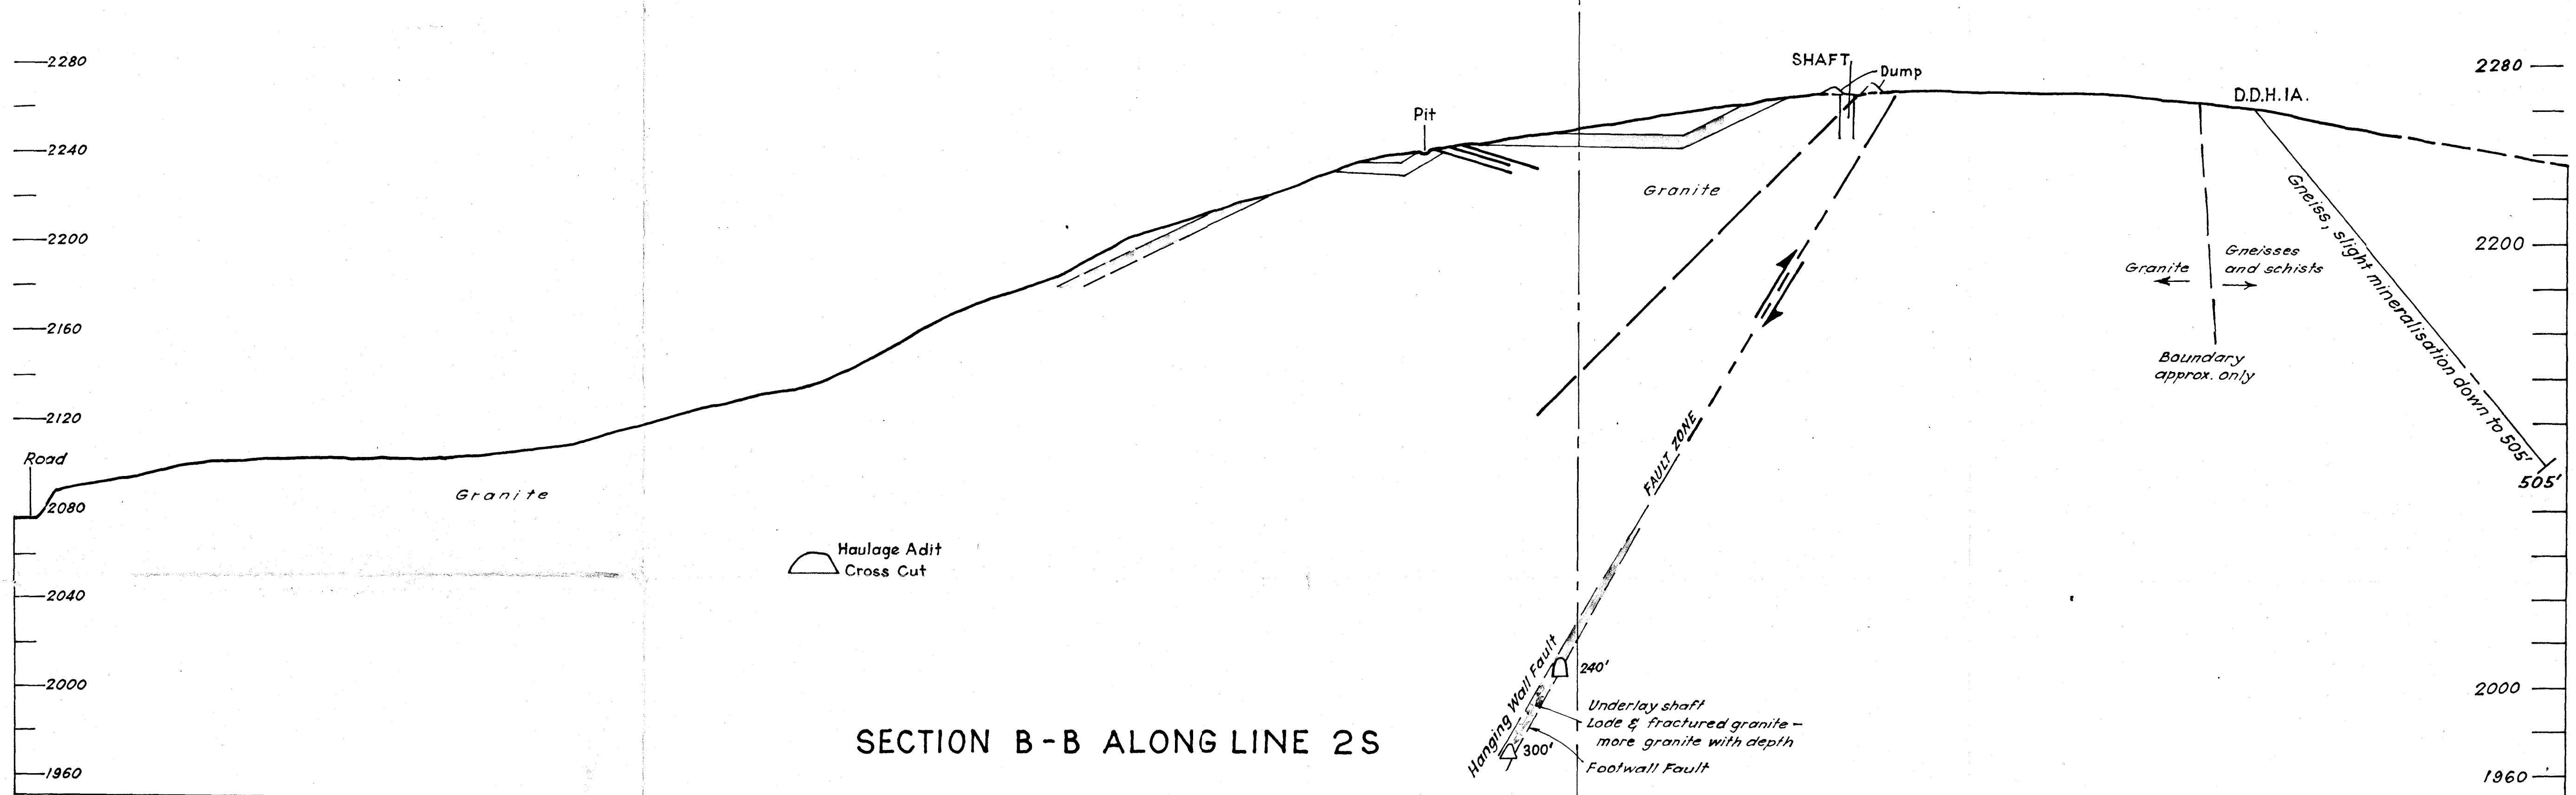 2280
2240
2200
2160
2120
Road
2080
2040
2000
1960
Granite
Haulage Adit
Cross Cut
SECTION B-B ALONG LINE 2S
Pit
SHAFT
Dump
Granite
FAULT ZONE
Hanging Wall Fault
240'
300'
Underlay shaft
Lode & fractured granite –
more granite with depth
Footwall Fault
Granite
Gneisses
and schists
Boundary
approx. only
D.D.H. 1A.
Gneiss, slight mineralisation down to 505'
505'
2280
2200
2000
1960